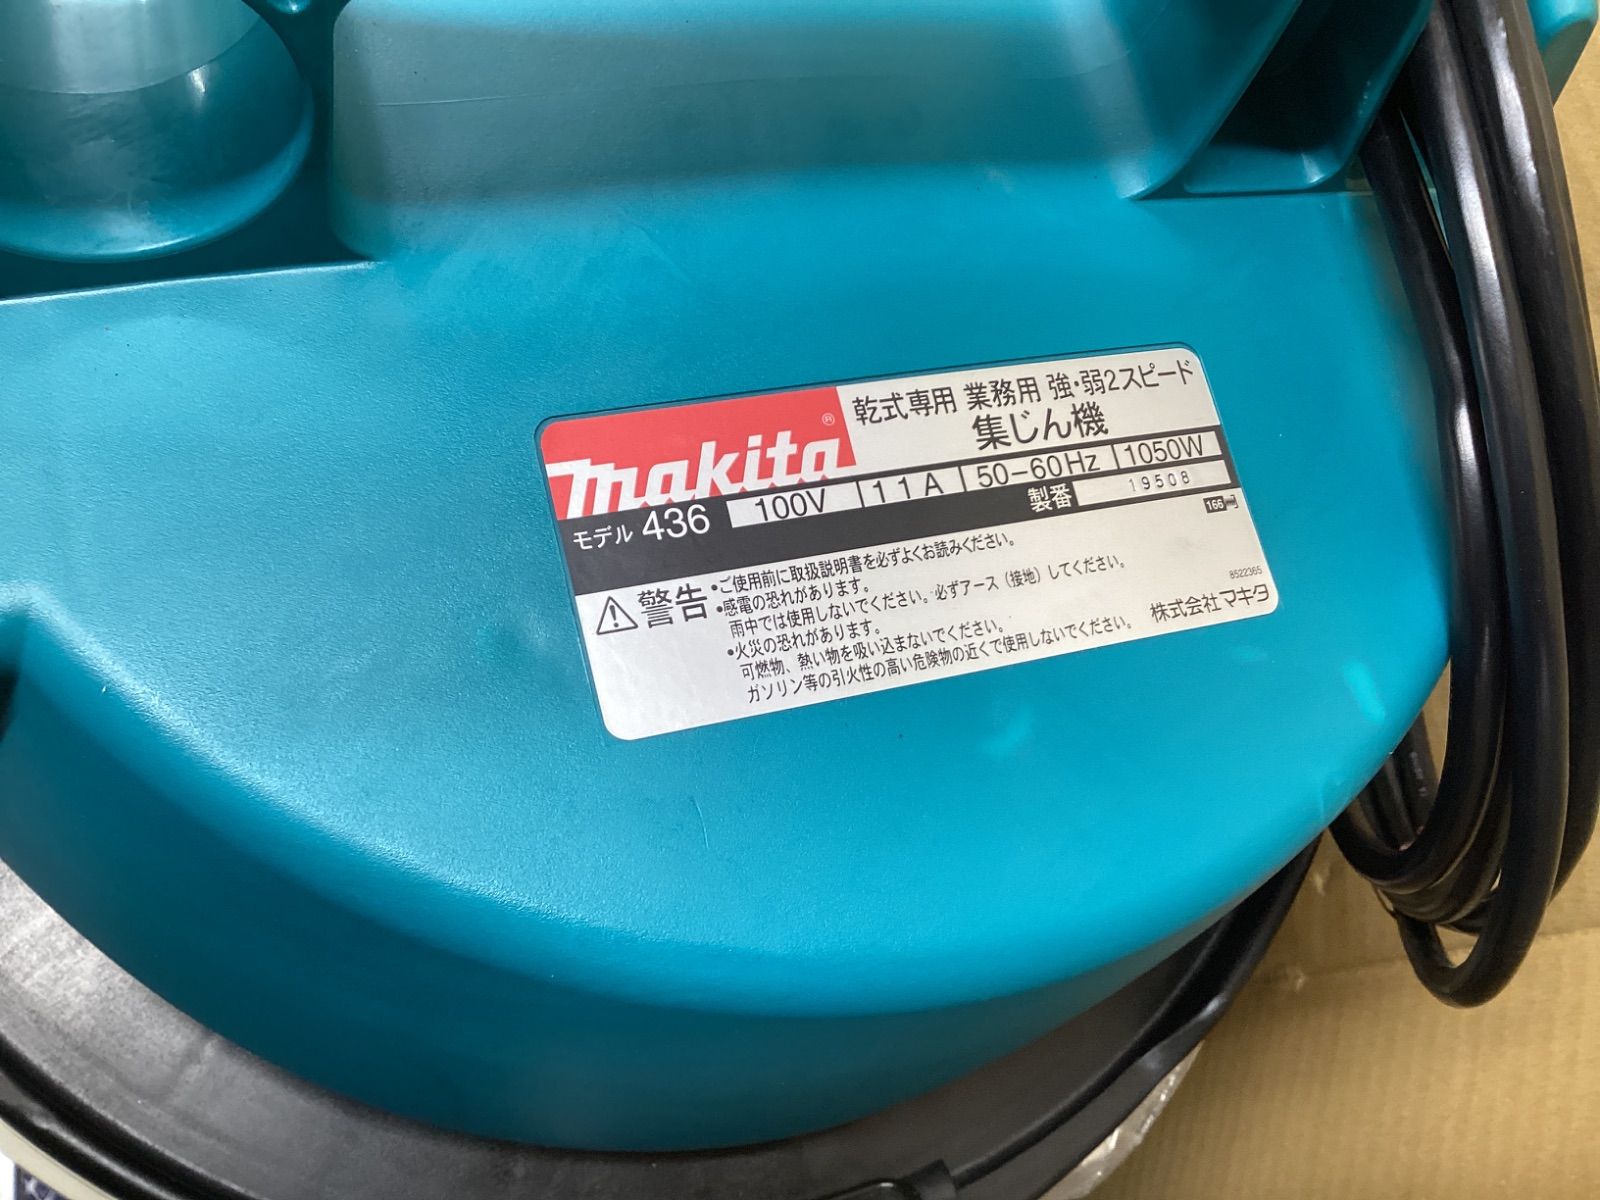 makita®
乾式専用 業務用 強・弱2スピード
集じん機
モデル 436
100V 11A 50-60Hz 1050W
製番 19508
166
警告
・ご使用前に取扱説明書を必ずよくお読みください。
・感電の恐れがあります。
雨中では使用しないでください。必ずアース(接地)してください。
・火災の恐れがあります。
可燃物、熱い物を吸い込まないでください。
ガソリン等の引火性の高い危険物の近くで使用しないでください。
8522365
株式会社マキタ